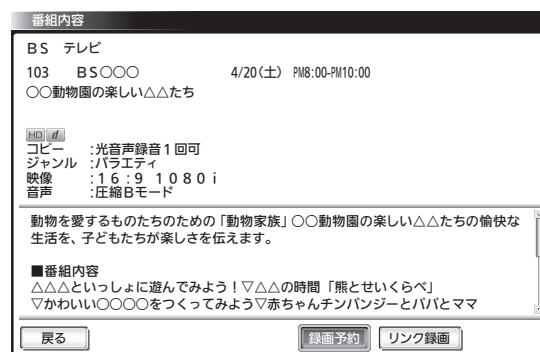 番組内容
BS テレビ
103 BS○○○ 4/20(土) PM8:00-PM10:00
○○動物園の楽しい△△たち
HD d
コピー :光音声録音1回可
ジャンル :バラエティ
映像 :16:9 1080i
音声 :圧縮Bモード
動物を愛するものたちのための「動物家族」○○動物園の楽しい△△たちの愉快な
生活を、子どもたちが楽しさを伝えます。
■番組内容
△△△といっしょに遊んでみよう!▽△△の時間「熊とせいくらべ」
▽かわいい○○○○をつくってみよう▽赤ちゃんチンパンジーとパパとママ
戻る 録画予約 リンク録画